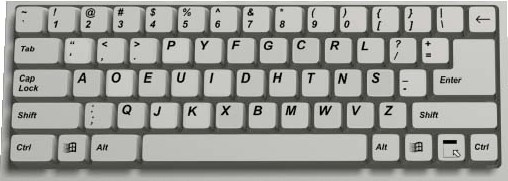 ~ ! @ # $ % ^ & * ( ) { } |
` 1 2 3 4 5 6 7 8 9 0 [ ] \ ←
Tab " < > P Y F G C R L ? +
' , . / =
Cap Lock A O E U I D H T N S _ - Enter
Shift : ; Q J K X B M W V Z Shift
Ctrl Alt Alt Ctrl